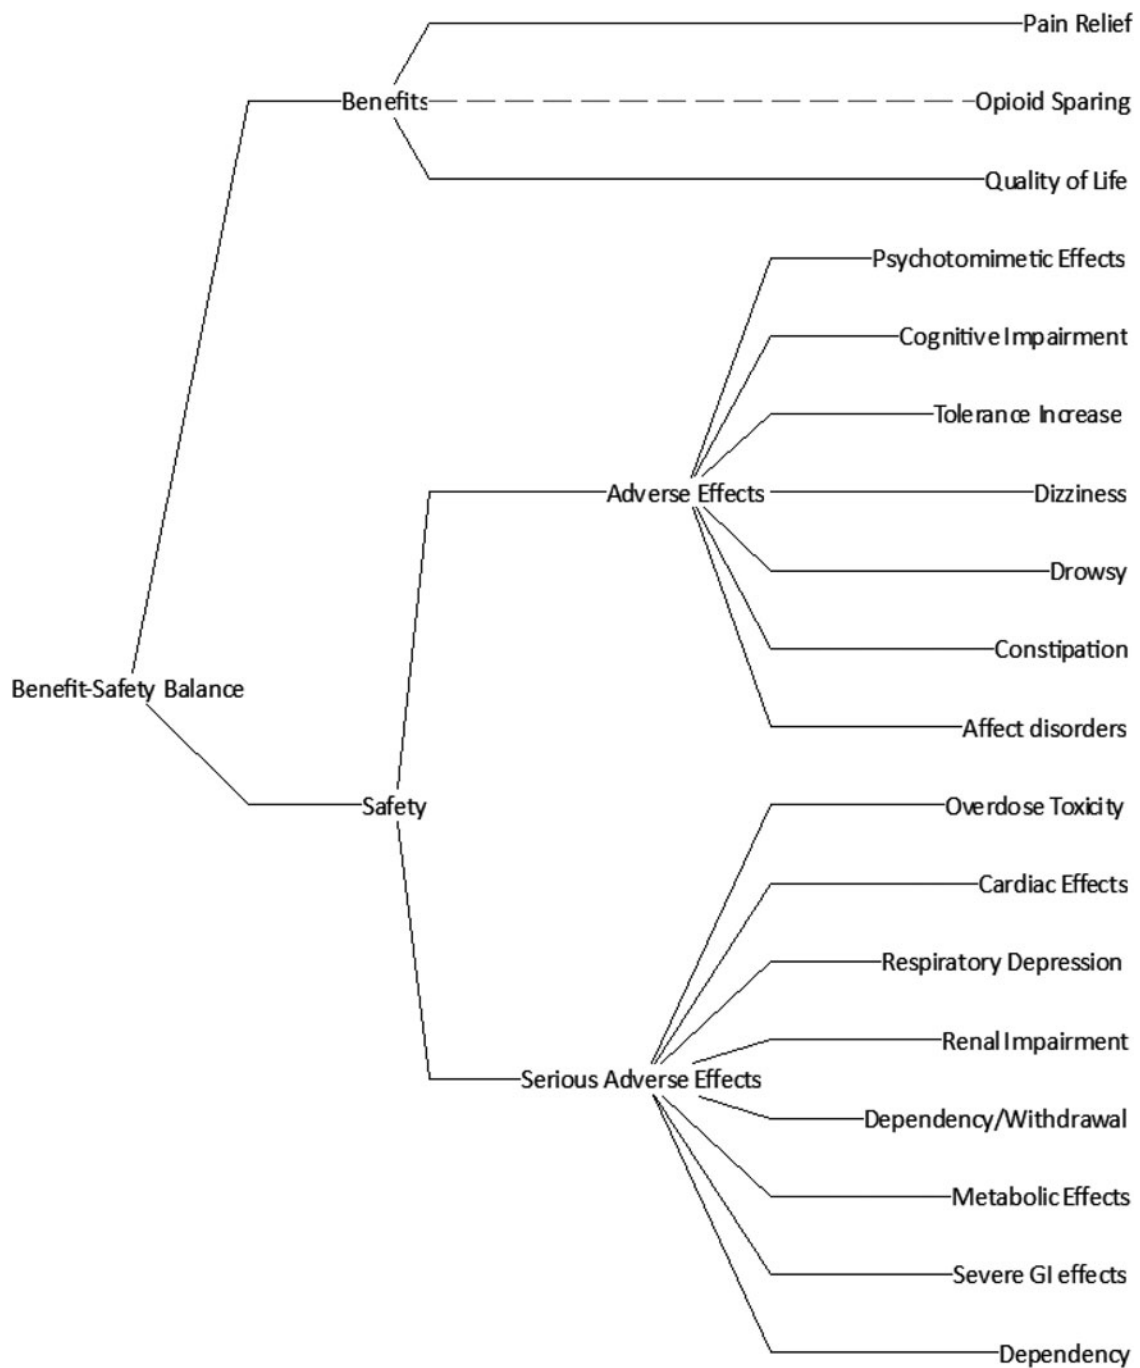 Pain Relief
Benefits
Opioid Sparing
Quality of Life
Psychotomimetic Effects
Cognitive Impairment
Tolerance Increase
Adverse Effects
Dizziness
Drowsy
Constipation
Benefit-Safety Balance
Affect disorders
Safety
Overdose Toxicity
Cardiac Effects
Respiratory Depression
Renal Impairment
Serious Adverse Effects
Dependency/Withdrawal
Metabolic Effects
Severe GI effects
Dependency